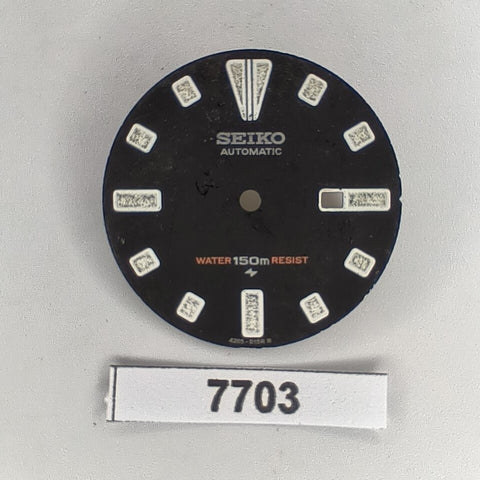 SEIKO
AUTOMATIC
WATER 150m RESIST
7703